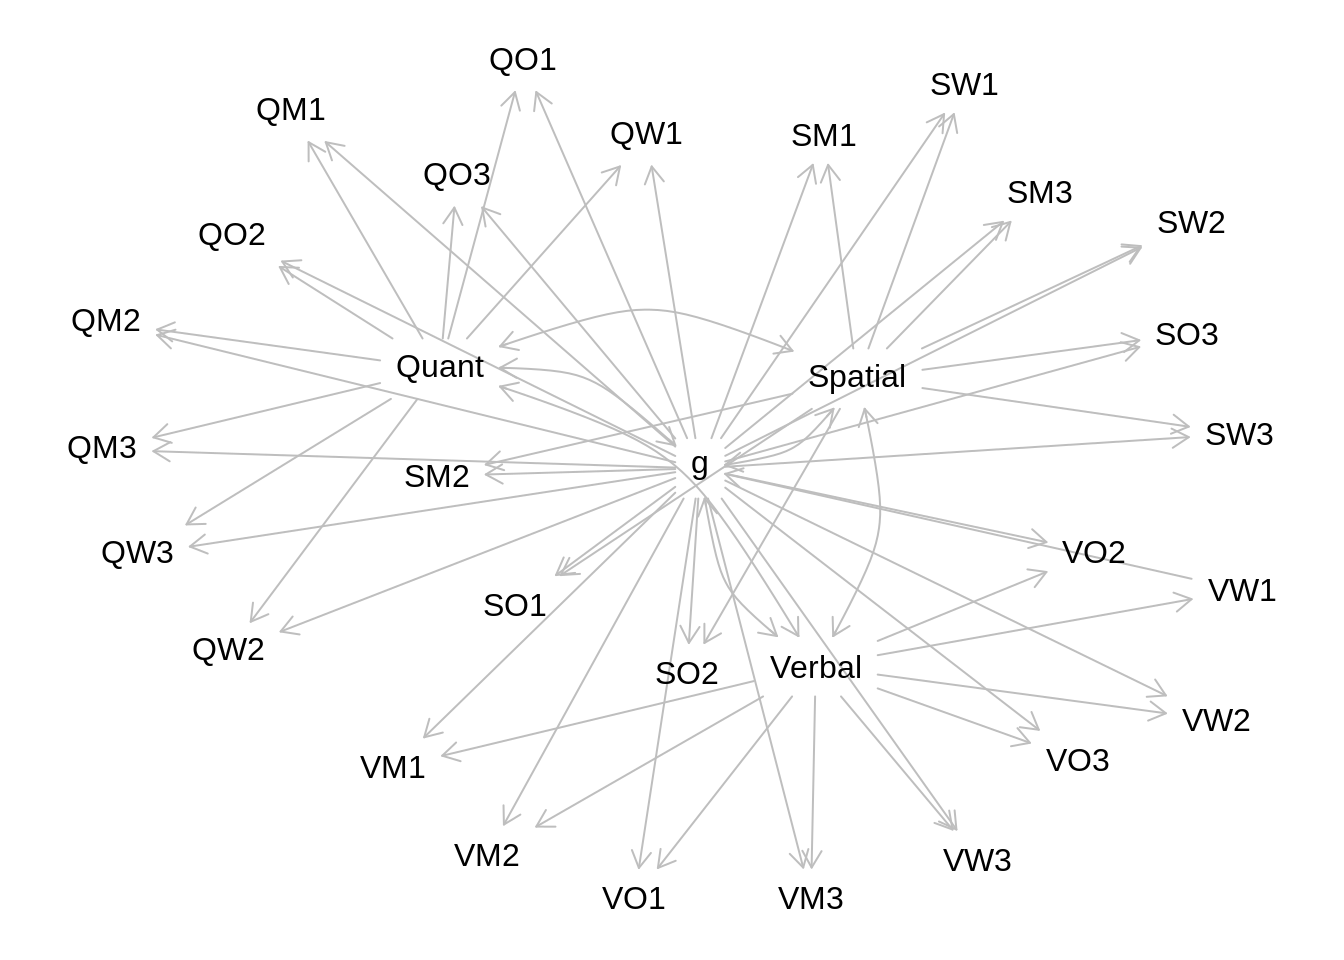 QO1
SW1
QM1
QW1
SM1
QO3
SM3
SW2
QO2
QM2
SO3
Quant
Spatial
SW3
QM3
g
SM2
QW3
VO2
VW1
SO1
QW2
SO2
Verbal
VW2
VM1
VO3
VM2
VW3
VO1
VM3